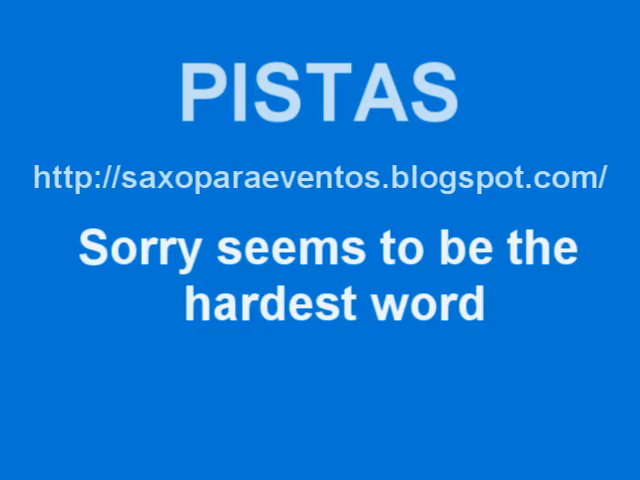 PISTAS
http://saxoparaeventos.blogspot.com/
Sorry seems to be the
hardest word